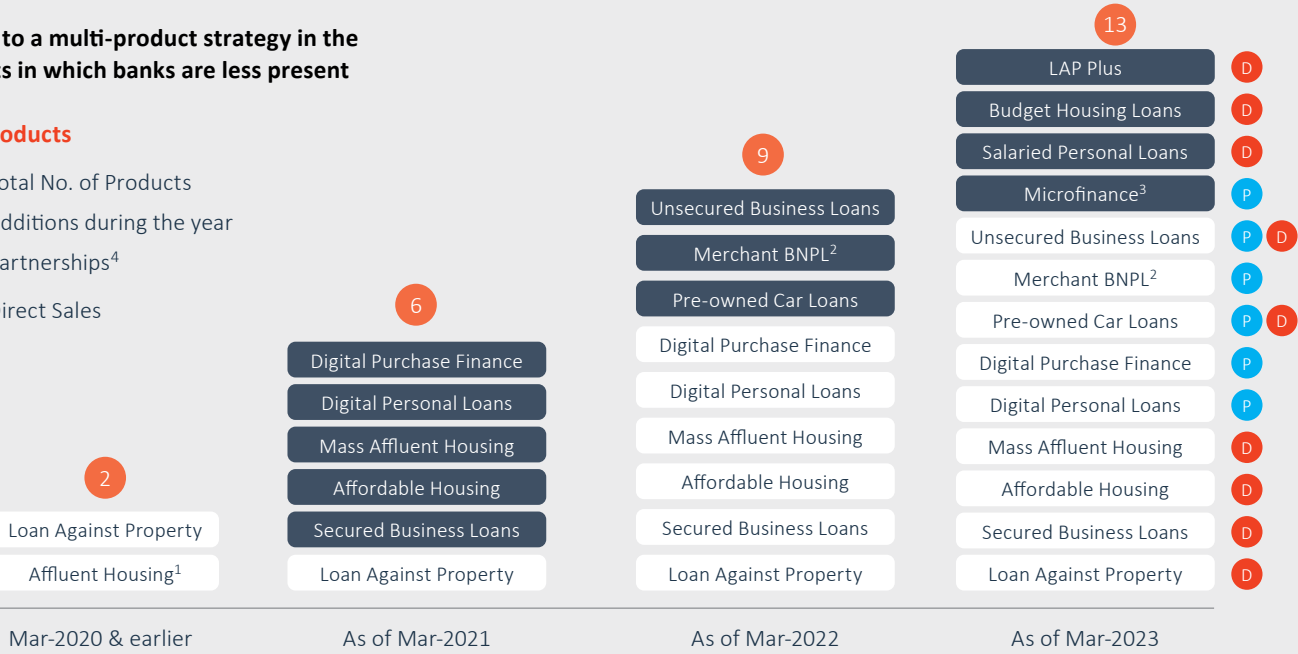 to a multi-product strategy in the
ts in which banks are less present
oducts
otal No. of Products
dditions during the year
artnerships⁴
Direct Sales
2
Loan Against Property
Affluent Housing¹
Mar-2020 & earlier
6
Digital Purchase Finance
Digital Personal Loans
Mass Affluent Housing
Affordable Housing
Secured Business Loans
Loan Against Property
As of Mar-2021
9
Unsecured Business Loans
Merchant BNPL²
Pre-owned Car Loans
Digital Purchase Finance
Digital Personal Loans
Mass Affluent Housing
Affordable Housing
Secured Business Loans
Loan Against Property
As of Mar-2022
13
LAP Plus D
Budget Housing Loans D
Salaried Personal Loans D
Microfinance³ P
Unsecured Business Loans P D
Merchant BNPL² P
Pre-owned Car Loans P D
Digital Purchase Finance P
Digital Personal Loans P
Mass Affluent Housing D
Affordable Housing D
Secured Business Loans D
Loan Against Property D
As of Mar-2023